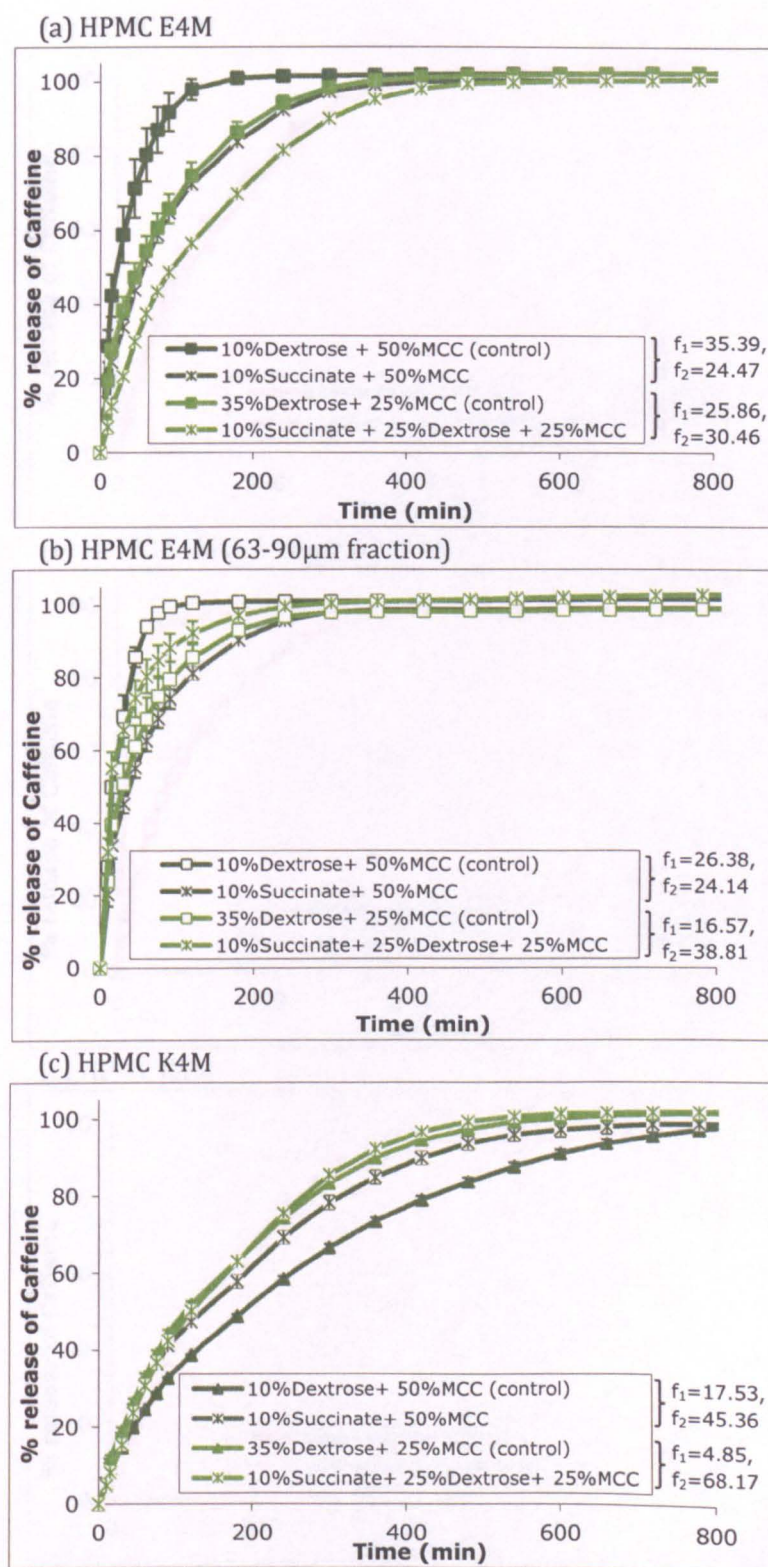 (a) HPMC E4M
% release of Caffeine
100
80
60
40
20
0
10%Dextrose + 50%MCC (control)
10%Succinate + 50%MCC
35%Dextrose+ 25%MCC (control)
10%Succinate + 25%Dextrose + 25%MCC
f₁=35.39,
f₂=24.47
f₁=25.86,
f₂=30.46
0 200 400 600 800
Time (min)
(b) HPMC E4M (63-90µm fraction)
% release of Caffeine
100
80
60
40
20
0
10%Dextrose+ 50%MCC (control)
10%Succinate+ 50%MCC
35%Dextrose+ 25%MCC (control)
10%Succinate+ 25%Dextrose+ 25%MCC
f₁=26.38,
f₂=24.14
f₁=16.57,
f₂=38.81
0 200 400 600 800
Time (min)
(c) HPMC K4M
% release of Caffeine
100
80
60
40
20
0
10%Dextrose+ 50%MCC (control)
10%Succinate+ 50%MCC
35%Dextrose+ 25%MCC (control)
10%Succinate+ 25%Dextrose+ 25%MCC
f₁=17.53,
f₂=45.36
f₁=4.85,
f₂=68.17
0 200 400 600 800
Time (min)